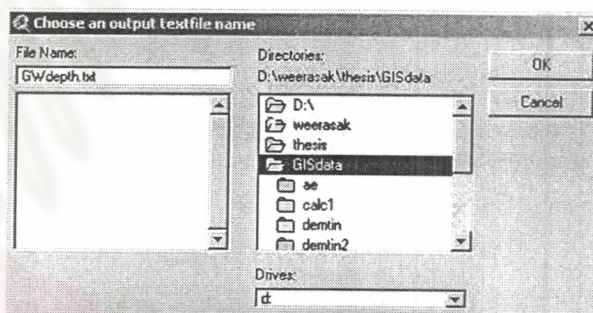 Choose an output textfile name
File Name:
GWdepth.txt
Directories:
D:\weerasak\thesis\GISdata
D:\
weerasak
thesis
GISdata
ae
calc1
demtin
demtin2
Drives:
d:
OK
Cancel